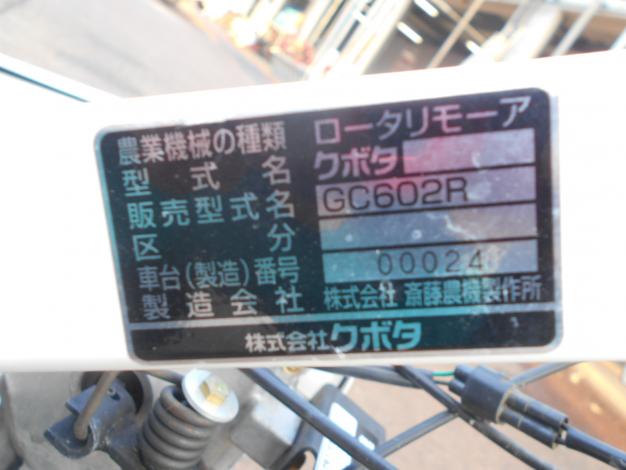 農業機械の種類 ロータリモーア
型式名 クボタ
販売型式名 GC602R
区分
車台(製造)番号 00024
製造会社 株式会社 斎藤農機製作所
株式会社クボタ